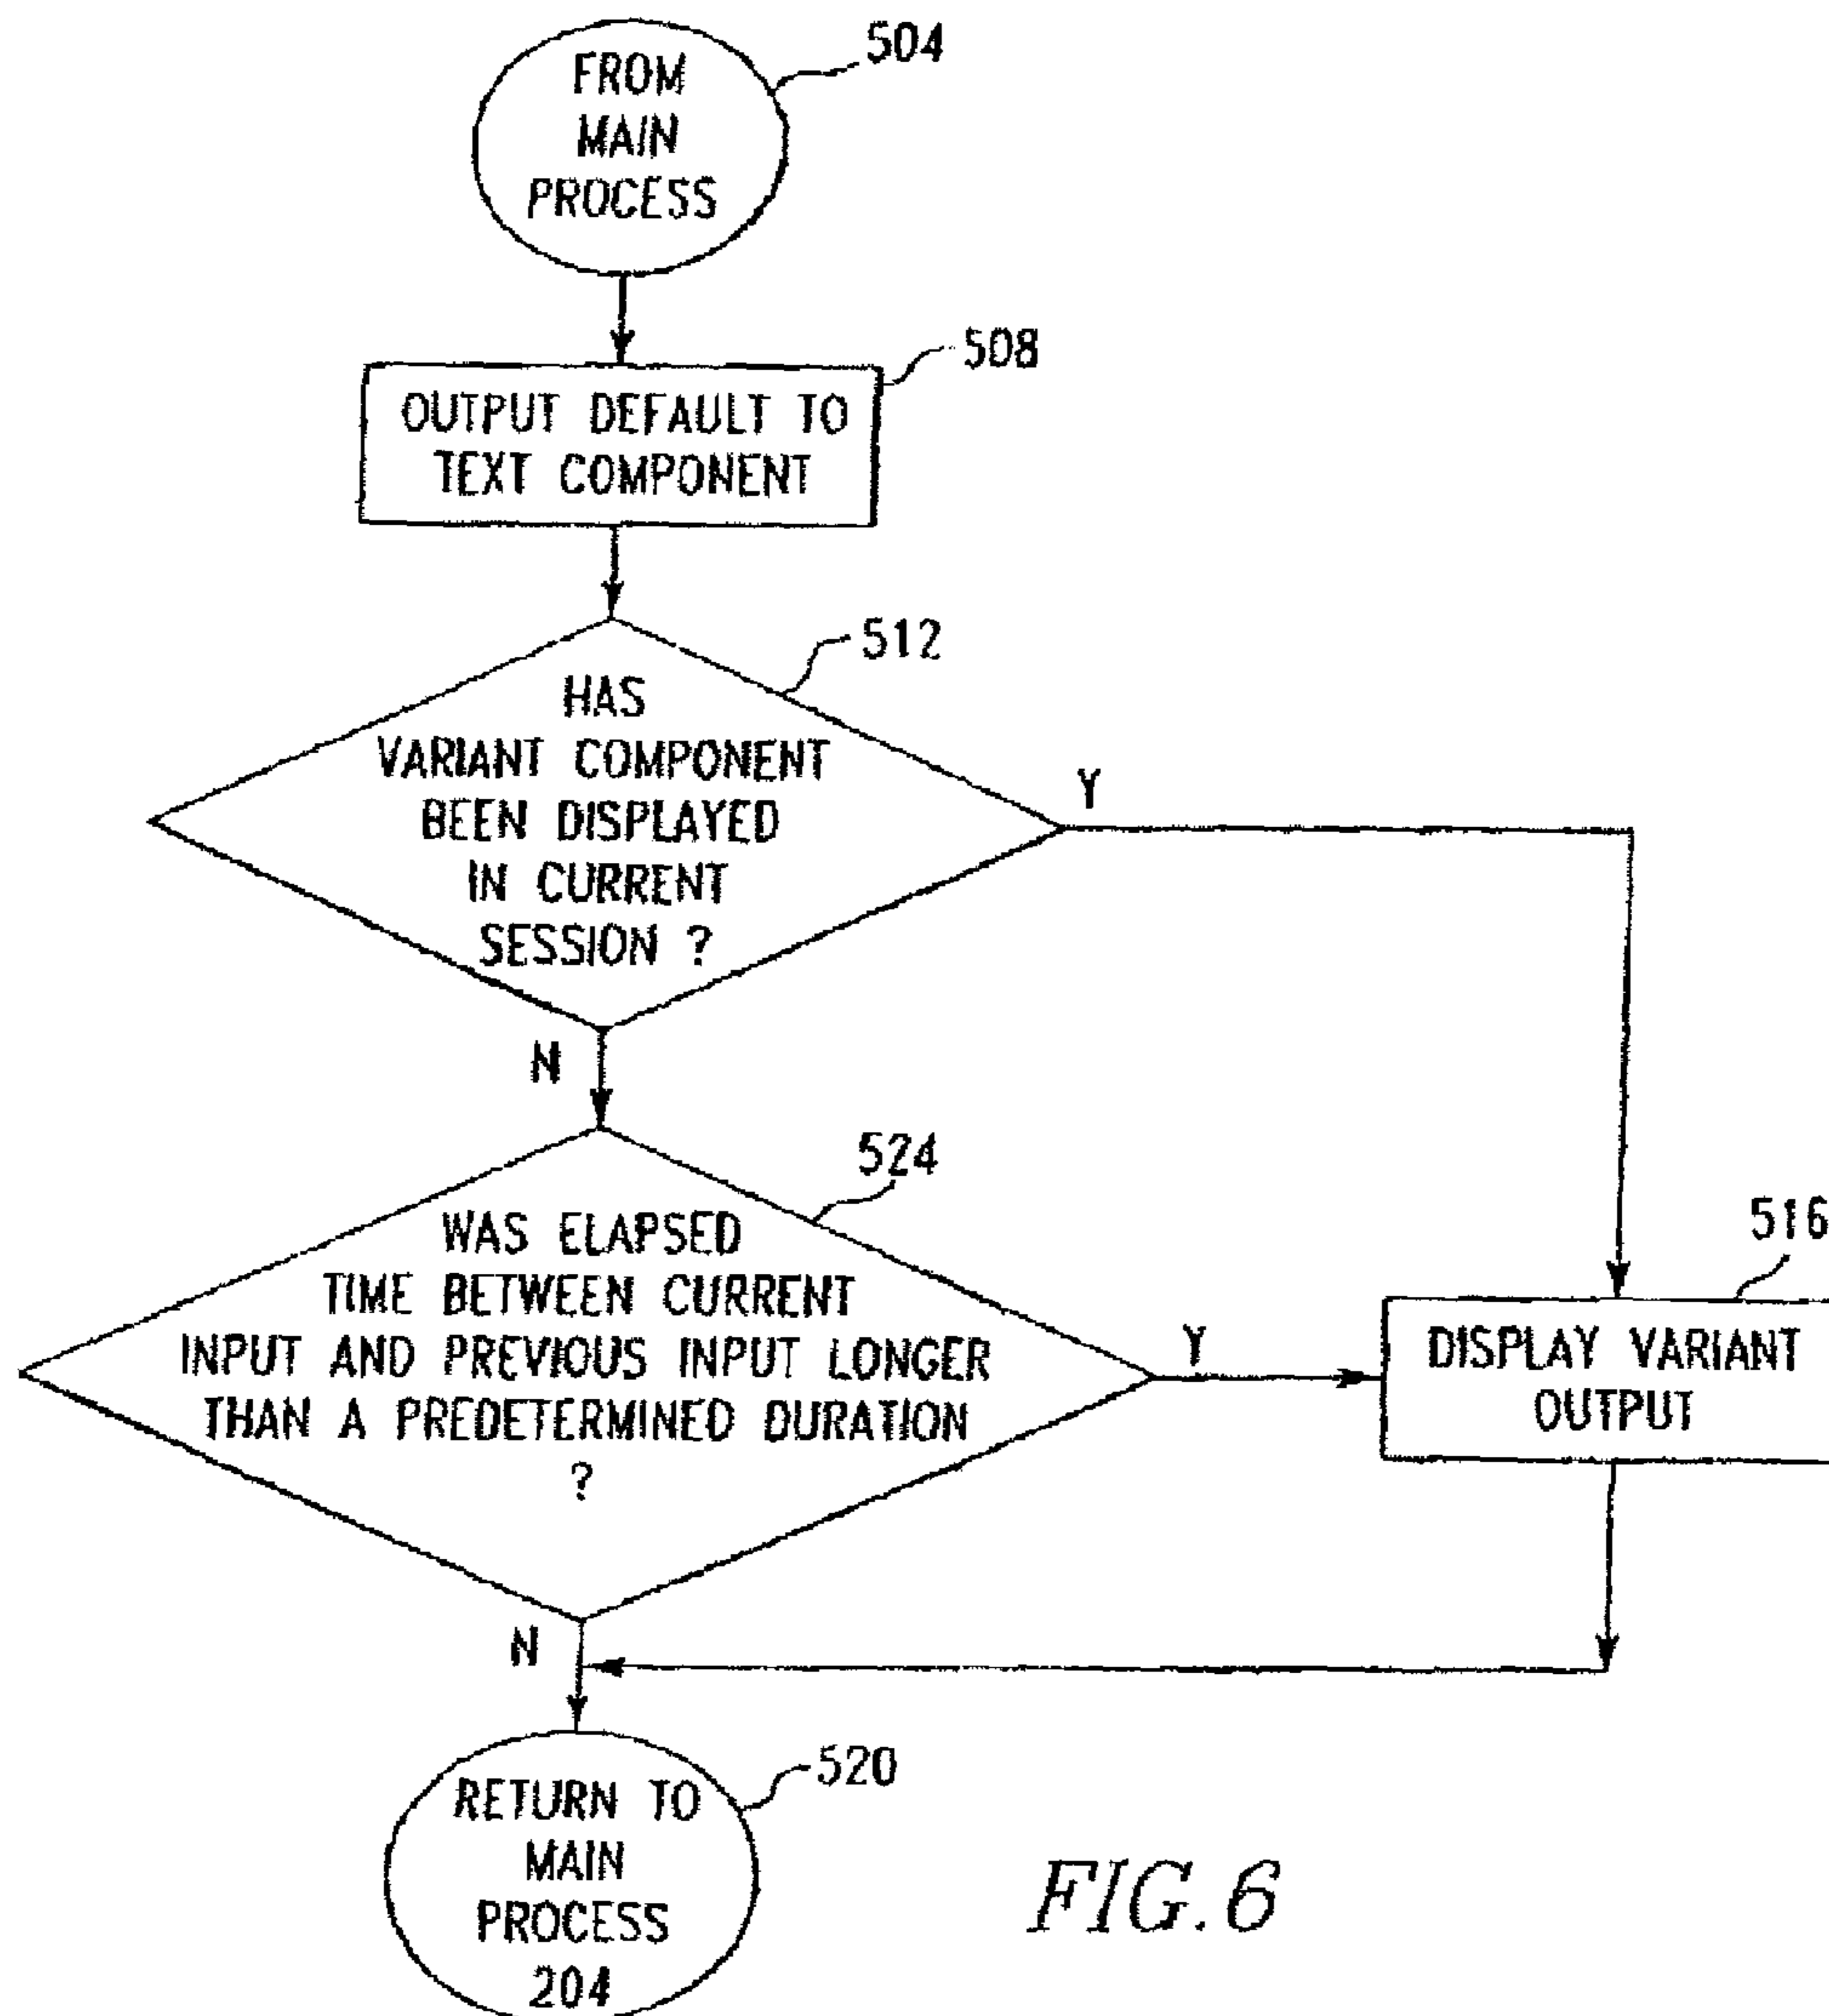 FROM
MAIN
PROCESS
504
508
OUTPUT DEFAULT TO
TEXT COMPONENT
512
HAS
VARIANT COMPONENT
BEEN DISPLAYED
IN CURRENT
SESSION ?
Y
N
524
WAS ELAPSED
TIME BETWEEN CURRENT
INPUT AND PREVIOUS INPUT LONGER
THAN A PREDETERMINED DURATION
?
Y
516
DISPLAY VARIANT
OUTPUT
N
520
RETURN TO
MAIN
PROCESS
204
FIG. 6